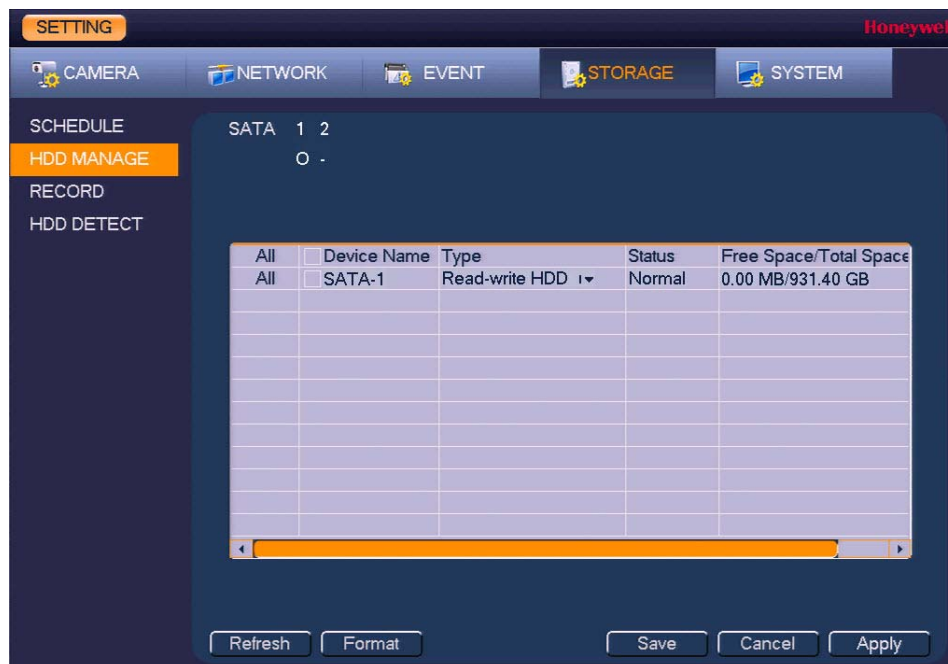 SETTING
Honeywel
CAMERA NETWORK EVENT STORAGE SYSTEM
SCHEDULE
HDD MANAGE
RECORD
HDD DETECT
SATA 1 2
O -
All Device Name Type Status Free Space/Total Space
All SATA-1 Read-write HDD Normal 0.00 MB/931.40 GB
Refresh Format Save Cancel Apply